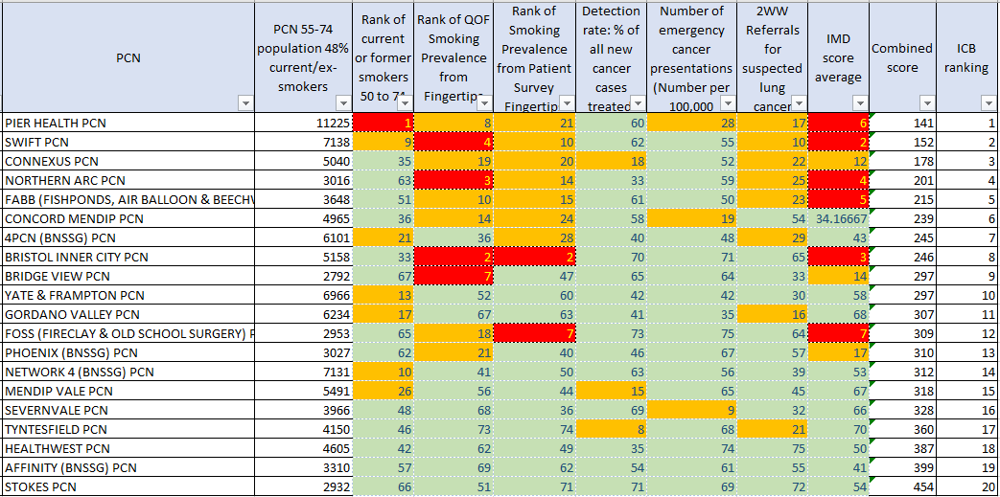 PCN | PCN 55-74 population 48% current/ex-smokers | Rank of current or former smokers 50 to 74 | Rank of QOF Smoking Prevalence from Fingertips | Rank of Smoking Prevalence from Patient Survey Fingertip | Detection rate: % of all new cancer cases treated | Number of emergency cancer presentations (Number per 100,000 | 2WW Referrals for suspected lung cancer | IMD score average | Combined score | ICB ranking
PIER HEALTH PCN | 11225 | 1 | 8 | 21 | 60 | 28 | 17 | 6 | 141 | 1
SWIFT PCN | 7138 | 9 | 4 | 10 | 62 | 55 | 10 | 2 | 152 | 2
CONNEXUS PCN | 5040 | 35 | 19 | 20 | 18 | 52 | 22 | 12 | 178 | 3
NORTHERN ARC PCN | 3016 | 63 | 3 | 14 | 33 | 59 | 25 | 4 | 201 | 4
FABB (FISHPONDS, AIR BALLOON & BEECHW | 3648 | 51 | 10 | 15 | 61 | 50 | 23 | 5 | 215 | 5
CONCORD MENDIP PCN | 4965 | 36 | 14 | 24 | 58 | 19 | 54 | 34.16667 | 239 | 6
4PCN (BNSSG) PCN | 6101 | 21 | 36 | 28 | 40 | 48 | 29 | 43 | 245 | 7
BRISTOL INNER CITY PCN | 5158 | 33 | 2 | 2 | 70 | 71 | 65 | 3 | 246 | 8
BRIDGE VIEW PCN | 2792 | 67 | 7 | 47 | 65 | 64 | 33 | 14 | 297 | 9
YATE & FRAMPTON PCN | 6966 | 13 | 52 | 60 | 42 | 42 | 30 | 58 | 297 | 10
GORDANO VALLEY PCN | 6234 | 17 | 67 | 63 | 41 | 35 | 16 | 68 | 307 | 11
FOSS (FIRECLAY & OLD SCHOOL SURGERY) P | 2953 | 65 | 18 | 7 | 73 | 75 | 64 | 7 | 309 | 12
PHOENIX (BNSSG) PCN | 3027 | 62 | 21 | 40 | 46 | 67 | 57 | 17 | 310 | 13
NETWORK 4 (BNSSG) PCN | 7131 | 10 | 41 | 50 | 63 | 56 | 39 | 53 | 312 | 14
MENDIP VALE PCN | 5491 | 26 | 56 | 44 | 15 | 65 | 45 | 67 | 318 | 15
SEVERNVALE PCN | 3966 | 48 | 68 | 36 | 69 | 9 | 32 | 66 | 328 | 16
TYNTESFIELD PCN | 4150 | 46 | 73 | 74 | 8 | 68 | 21 | 70 | 360 | 17
HEALTHWEST PCN | 4605 | 42 | 62 | 49 | 35 | 74 | 75 | 50 | 387 | 18
AFFINITY (BNSSG) PCN | 3310 | 57 | 69 | 62 | 54 | 61 | 55 | 41 | 399 | 19
STOKES PCN | 2932 | 66 | 51 | 71 | 71 | 69 | 72 | 54 | 454 | 20